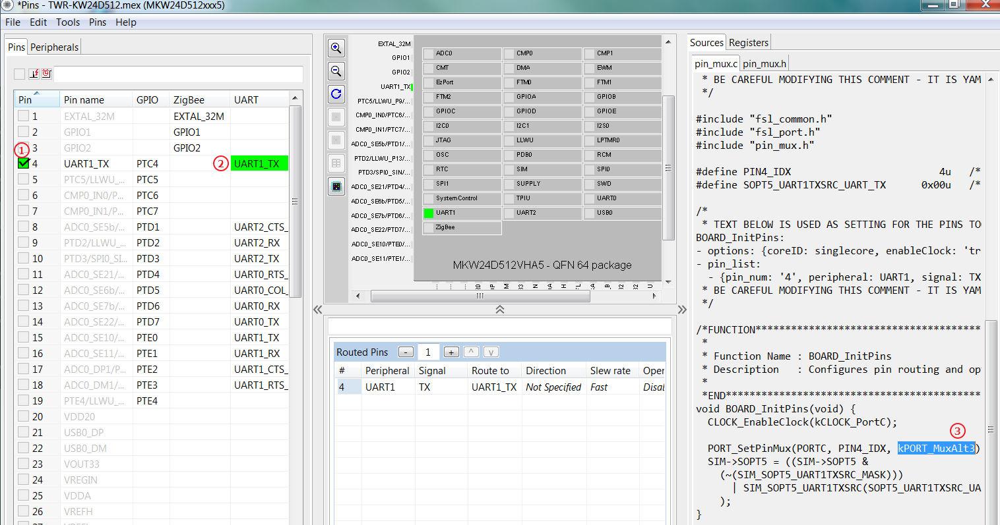 *Pins - TWR-KW24D512.mex (MKW24D512xxx5)
File Edit Tools Pins Help
Pins Peripherals
Pin Pin name GPIO ZigBee UART
1 EXTAL_32M EXTAL_32M
2 GPIO1 GPIO1
3 GPIO2 GPIO2
1
4 UART1_TX PTC4 2 UART1_TX
5 PTC5/LLWU_... PTC5
6 CMP0_IN0/P... PTC6
7 CMP0_IN1/P... PTC7
8 ADC0_SE5b/... PTD1 UART2_CTS_
9 PTD2/LLWU_... PTD2 UART2_RX
10 PTD3/SPI0_SI... PTD3 UART2_TX
11 ADC0_SE21/... PTD4 UART0_RTS_
12 ADC0_SE6b/... PTD5 UART0_COL_
13 ADC0_SE7b/... PTD6 UART0_RX
14 ADC0_SE22/... PTD7 UART0_TX
15 ADC0_SE10/... PTE0 UART1_TX
16 ADC0_SE11/... PTE1 UART1_RX
17 ADC0_DP1/P... PTE2 UART1_CTS_
18 ADC0_DM1/... PTE3 UART1_RTS_
19 PTE4/LLWU_... PTE4
20 VDD20
21 USB0_DP
22 USB0_DM
23 VOUT33
24 VREGIN
25 VDDA
26 VREFH
EXTAL_32M
GPIO1
GPIO2
UART1_TX
PTC5/LLWU_P9/...
CMP0_IN0/PTC6/...
CMP0_IN1/PTC7/...
ADC0_SE5b/PTD1/...
PTD2/LLWU_P13/...
PTD3/SPI0_SIN/...
ADC0_SE21/PTD4/...
ADC0_SE6b/PTD5/...
ADC0_SE7b/PTD6/...
ADC0_SE22/PTD7/...
ADC0_SE10/PTE0/...
ADC0_SE11/PTE1/...
ADC0 CMP0 CMP1
CMT DMA EWM
EzPort FTM0 FTM1
FTM2 GPIOA GPIOB
GPIOC GPIOD GPIOE
I2C0 I2C1 I2S0
JTAG LLWU LPTMR0
OSC PDB0 RCM
RTC SIM SPI0
SPI1 SUPPLY SWD
SystemControl TPIU UART0
UART1 UART2 USB0
ZigBee
MKW24D512VHA5 - QFN 64 package
Routed Pins - 1 + ^ v
# Peripheral Signal Route to Direction Slew rate Oper
4 UART1 TX UART1_TX Not Specified Fast Disal
Sources Registers
pin_mux.c pin_mux.h
* BE CAREFUL MODIFYING THIS COMMENT - IT IS YAM
*/
#include "fsl_common.h"
#include "fsl_port.h"
#include "pin_mux.h"
#define PIN4_IDX 4u /*
#define SOPT5_UART1TXSRC_UART_TX 0x00u /*
/*
* TEXT BELOW IS USED AS SETTING FOR THE PINS TO
BOARD_InitPins:
- options: {coreID: singlecore, enableClock: 'tr
- pin_list:
- {pin_num: '4', peripheral: UART1, signal: TX
* BE CAREFUL MODIFYING THIS COMMENT - IT IS YAM
*/
/*FUNCTION**************************************
*
* Function Name : BOARD_InitPins
* Description : Configures pin routing and op
*
*END*******************************************
void BOARD_InitPins(void) {
CLOCK_EnableClock(kCLOCK_PortC);
3
PORT_SetPinMux(PORTC, PIN4_IDX, kPORT_MuxAlt3)
SIM->SOPT5 = ((SIM->SOPT5 &
(~(SIM_SOPT5_UART1TXSRC_MASK)))
| SIM_SOPT5_UART1TXSRC(SOPT5_UART1TXSRC_UA
);
}